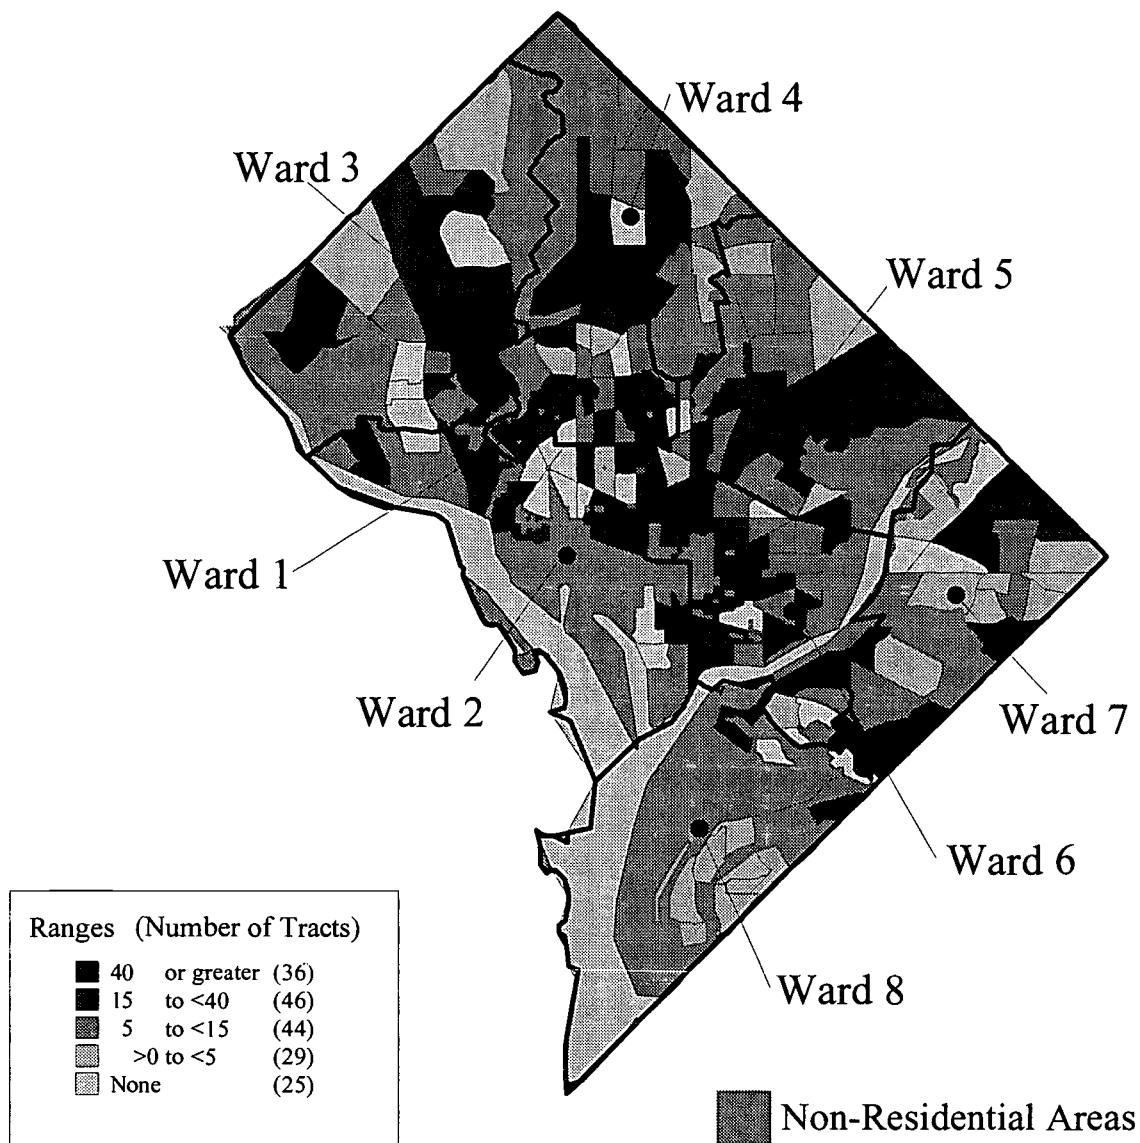 Ward 4
Ward 3
Ward 5
Ward 1
Ward 2
Ward 7
Ward 6
Ward 8
Ranges (Number of Tracts)
40 or greater (36)
15 to <40 (46)
5 to <15 (44)
>0 to <5 (29)
None (25)
Non-Residential Areas